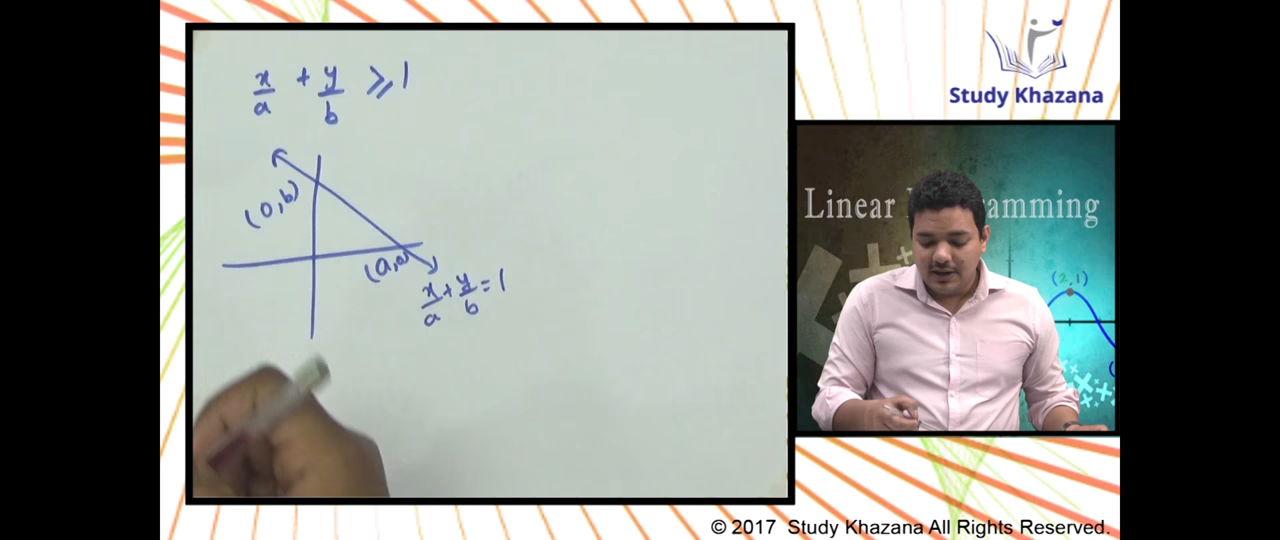 x/a + y/b ⩾ 1
(0, b)
(a, 0)
x/a + y/b = 1
Study Khazana
Linear
amming
(2,1)
© 2017 Study Khazana All Rights Reserved.